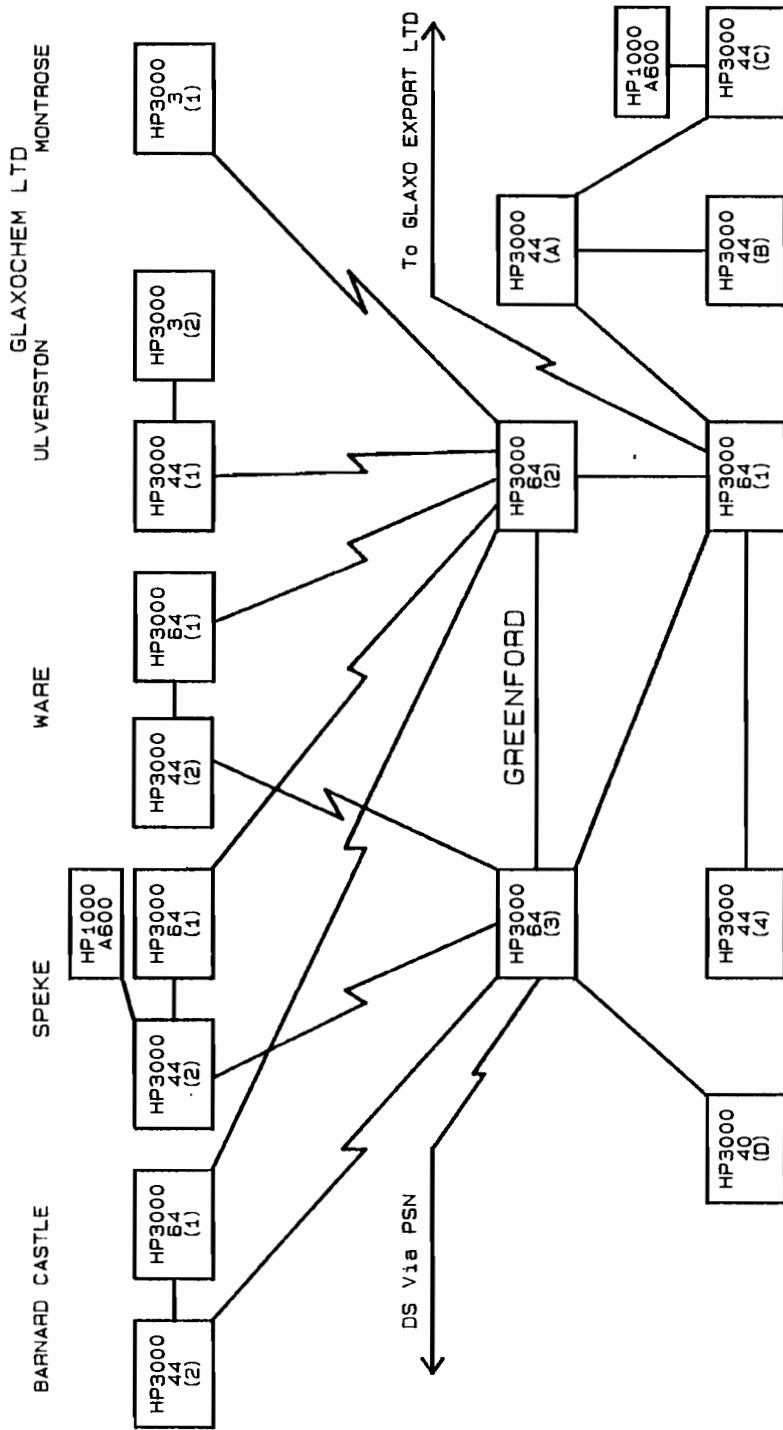 GLAXOCHEM LTD
BARNARD CASTLE
SPEKE
WARE
ULVERSTON
MONTROSE
HP1000
A600
HP3000
44
(2)
HP3000
64
(1)
HP3000
44
(2)
HP3000
64
(1)
HP3000
44
(2)
HP3000
64
(1)
HP3000
44
(1)
HP3000
3
(2)
HP3000
3
(1)
DS Via PSN
To GLAXO EXPORT LTD
HP3000
64
(3)
GREENFORD
HP3000
64
(2)
HP3000
44
(A)
HP1000
A600
HP3000
40
(D)
HP3000
44
(4)
HP3000
64
(1)
HP3000
44
(B)
HP3000
44
(C)